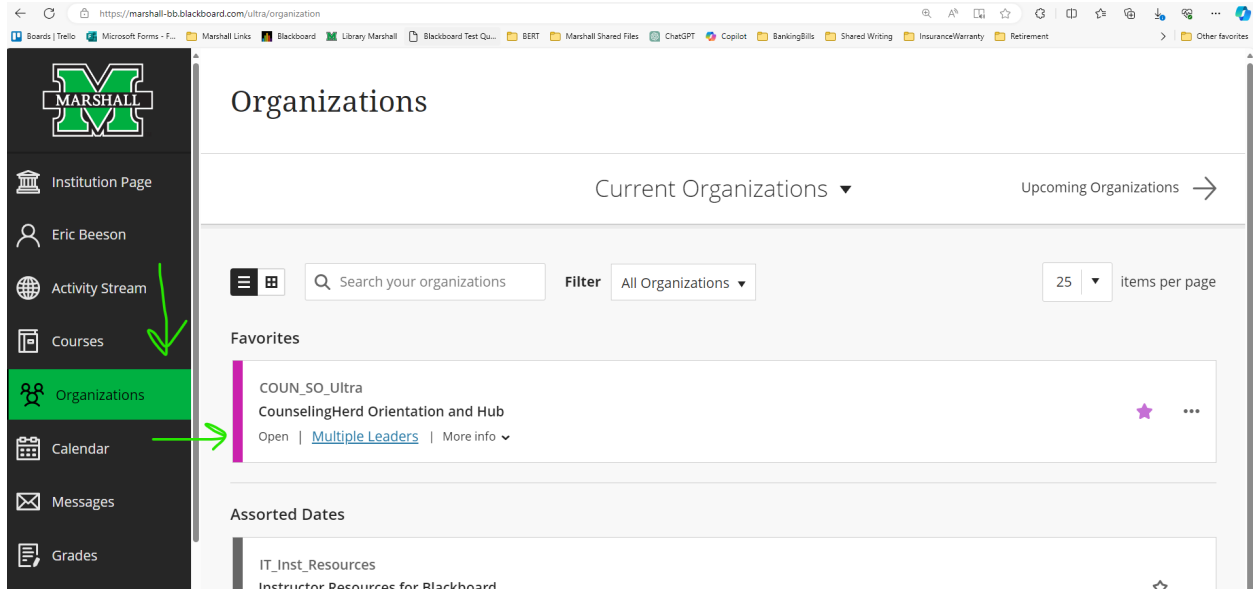 https://marshall-bb.blackboard.com/ultra/organization
Boards | Trello Microsoft Forms - F... Marshall Links Blackboard Library Marshall Blackboard Test Qu... BERT Marshall Shared Files ChatGPT Copilot BankingBills Shared Writing InsuranceWarranty Retirement Other favorites
MARSHALL
Institution Page
Eric Beeson
Activity Stream
Courses
Organizations
Calendar
Messages
Grades
Organizations
Current Organizations
Upcoming Organizations
Search your organizations
Filter All Organizations
25 items per page
Favorites
COUN_SO_Ultra
CounselingHerd Orientation and Hub
Open | Multiple Leaders | More info
Assorted Dates
IT_Inst_Resources
Instructor Resources for Blackboard